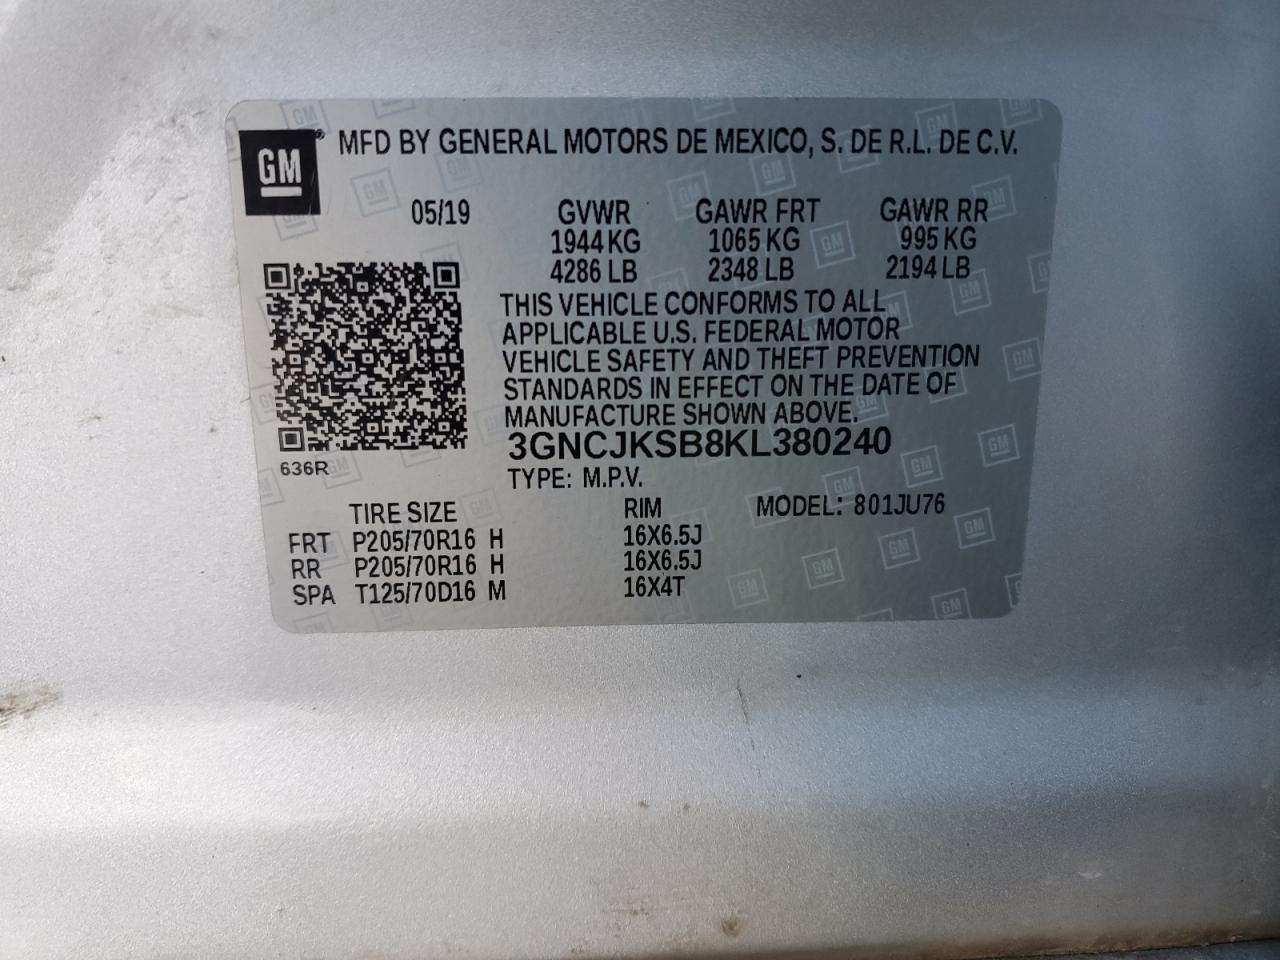 GM® MFD BY GENERAL MOTORS DE MEXICO, S. DE R.L. DE C.V.
05/19 GVWR GAWR FRT GAWR RR
1944 KG 1065 KG 995 KG
4286 LB 2348 LB 2194 LB
THIS VEHICLE CONFORMS TO ALL
APPLICABLE U.S. FEDERAL MOTOR
VEHICLE SAFETY AND THEFT PREVENTION
STANDARDS IN EFFECT ON THE DATE OF
MANUFACTURE SHOWN ABOVE.
3GNCJKSB8KL380240
636R
TYPE: M.P.V.
TIRE SIZE RIM MODEL: 801JU76
FRT P205/70R16 H 16X6.5J
RR P205/70R16 H 16X6.5J
SPA T125/70D16 M 16X4T